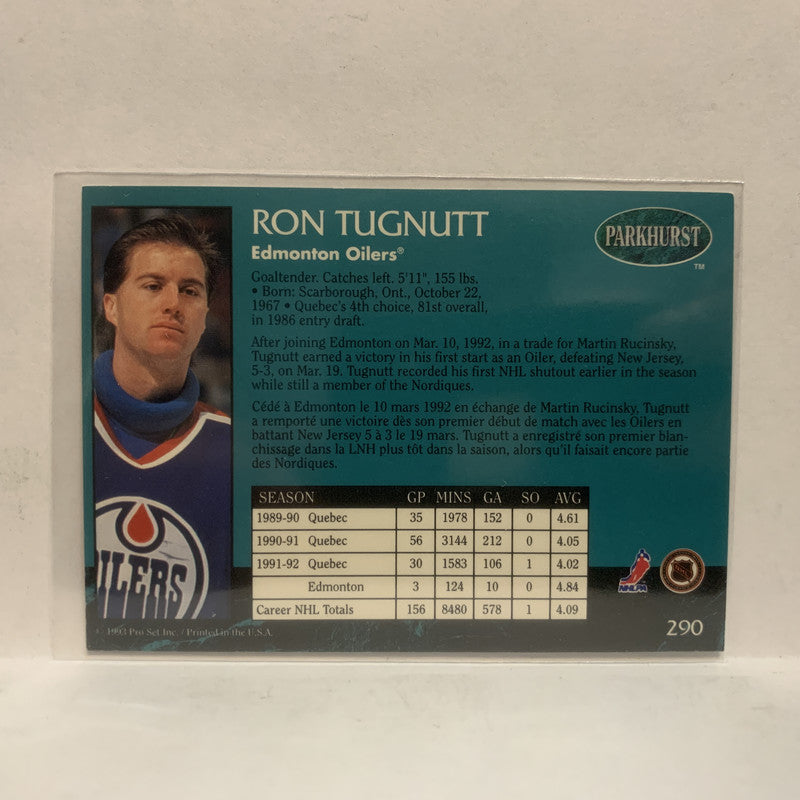 RON TUGNUTT
Edmonton Oilers®
PARKHURST
TM
Goaltender. Catches left. 5'11", 155 lbs.
• Born: Scarborough, Ont., October 22,
1967 • Quebec's 4th choice, 81st overall,
in 1986 entry draft.
After joining Edmonton on Mar. 10, 1992, in a trade for Martin Rucinsky,
Tugnutt earned a victory in his first start as an Oiler, defeating New Jersey,
5-3, on Mar. 19. Tugnutt recorded his first NHL shutout earlier in the season
while still a member of the Nordiques.
Cédé à Edmonton le 10 mars 1992 en échange de Martin Rucinsky, Tugnutt
a remporté une victoire dès son premier début de match avec les Oilers en
battant New Jersey 5 à 3 le 19 mars. Tugnutt a enregistré son premier blan-
chissage dans la LNH plus tôt dans la saison, alors qu'il faisait encore partie
des Nordiques.
SEASON GP MINS GA SO AVG
1989-90 Quebec 35 1978 152 0 4.61
1990-91 Quebec 56 3144 212 0 4.05
1991-92 Quebec 30 1583 106 1 4.02
Edmonton 3 124 10 0 4.84
Career NHL Totals 156 8480 578 1 4.09
OILERS
NHLPA
NHL
© 1993 Pro Set Inc. / Printed in the U.S.A.
290